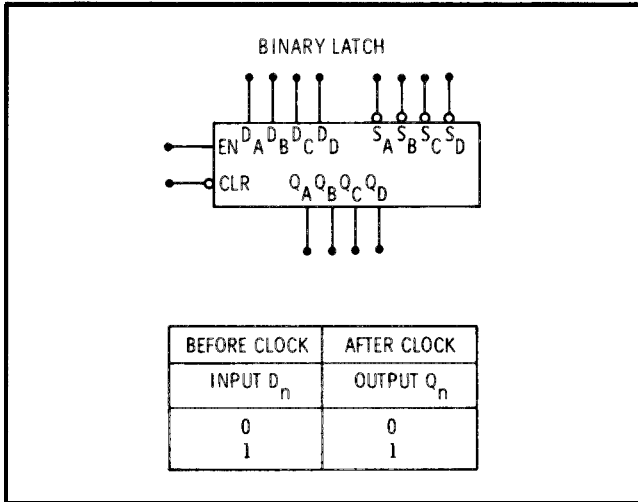 BINARY LATCH
D_A D_B D_C D_D S_A S_B S_C S_D
EN
CLR
Q_A Q_B Q_C Q_D
BEFORE CLOCK AFTER CLOCK
INPUT D_n OUTPUT Q_n
0 0
1 1